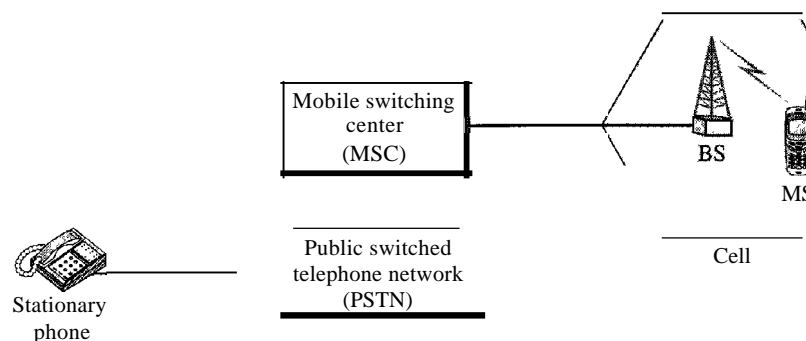 Mobile switching
center
(MSC)
BS
MS
Public switched
telephone network
(PSTN)
Cell
Stationary
phone